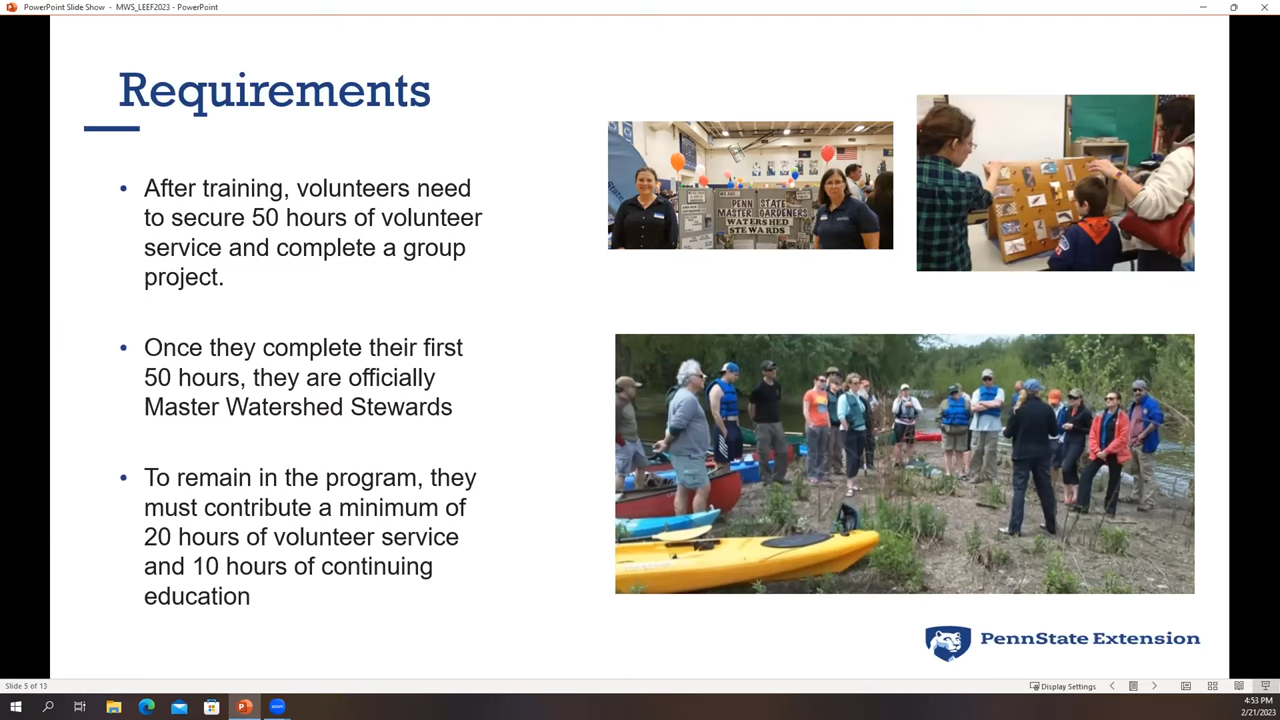 PowerPoint Slide Show - MWS_LEEF2023 - PowerPoint
Requirements
• After training, volunteers need
to secure 50 hours of volunteer
service and complete a group
project.
• Once they complete their first
50 hours, they are officially
Master Watershed Stewards
• To remain in the program, they
must contribute a minimum of
20 hours of volunteer service
and 10 hours of continuing
education
WE ARE
PENN STATE
MASTER GARDENERS
WATERSHED
STEWARDS
PennState Extension
Slide 5 of 13
Display Settings
zoom
4:53 PM
2/21/2023